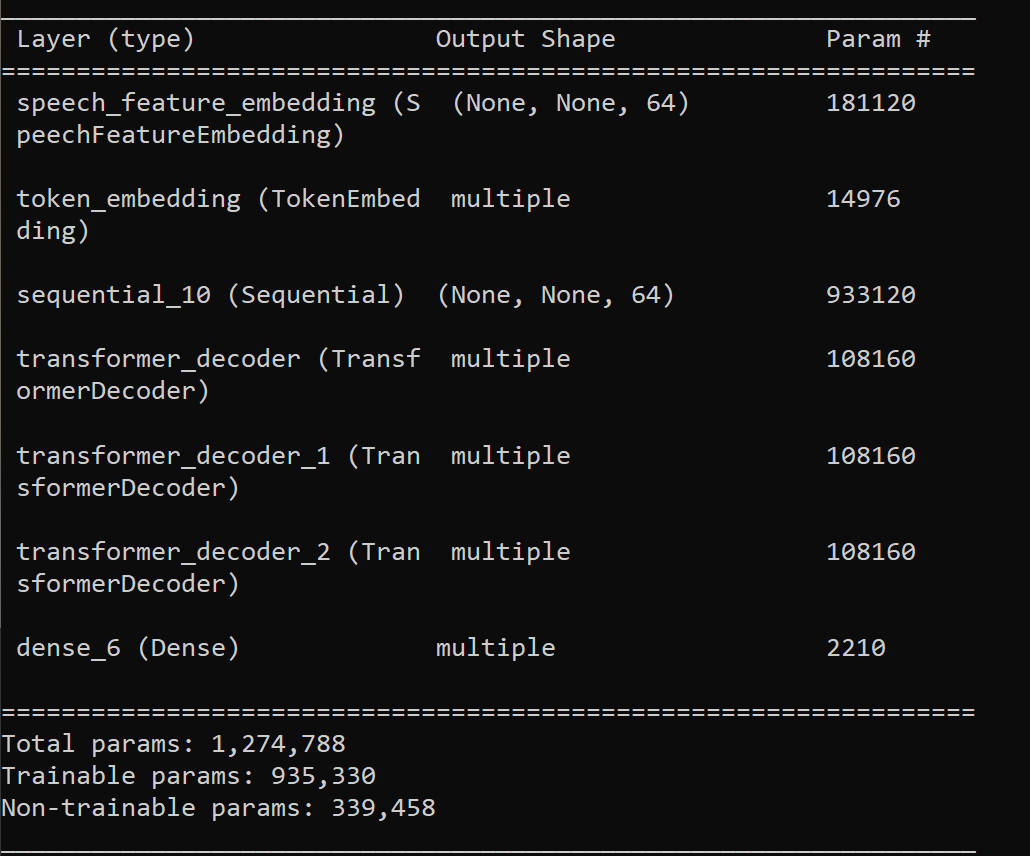 Layer (type)                Output Shape              Param #
=================================================================
speech_feature_embedding (S  (None, None, 64)         181120
peechFeatureEmbedding)
token_embedding (TokenEmbed  multiple                 14976
ding)
sequential_10 (Sequential)  (None, None, 64)          933120
transformer_decoder (Transf  multiple                 108160
ormerDecoder)
transformer_decoder_1 (Tran  multiple                 108160
sformerDecoder)
transformer_decoder_2 (Tran  multiple                 108160
sformerDecoder)
dense_6 (Dense)             multiple                  2210
=================================================================
Total params: 1,274,788
Trainable params: 935,330
Non-trainable params: 339,458